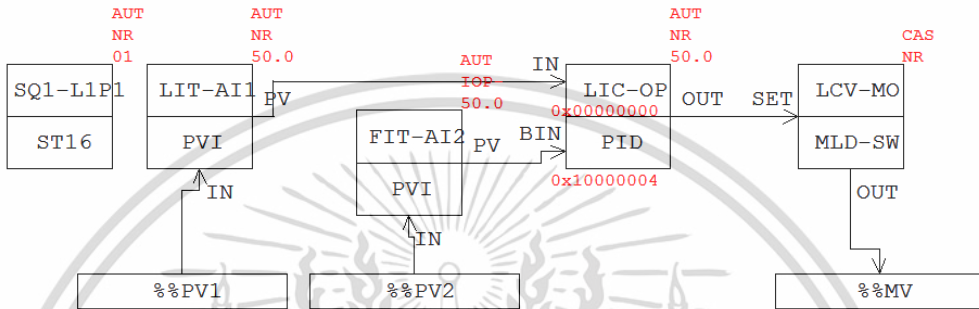 AUT
NR
01
AUT
NR
50.0
AUT
IOP
50.0
AUT
NR
50.0
CAS
NR
SQ1-L1P1
ST16
LIT-AI1
PVI
PV
IN
FIT-AI2
PVI
PV
IN
IN
BIN
LIC-OP
0x00000000
PID
0x10000004
OUT
SET
LCV-MO
MLD-SW
OUT
%%PV1
%%PV2
%%MV